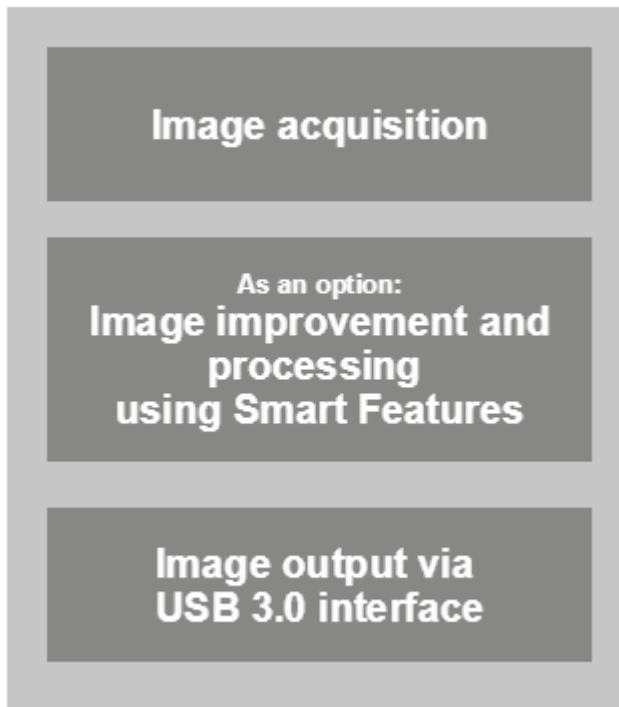 Image acquisition
As an option:
Image improvement and
processing
using Smart Features
Image output via
USB 3.0 interface